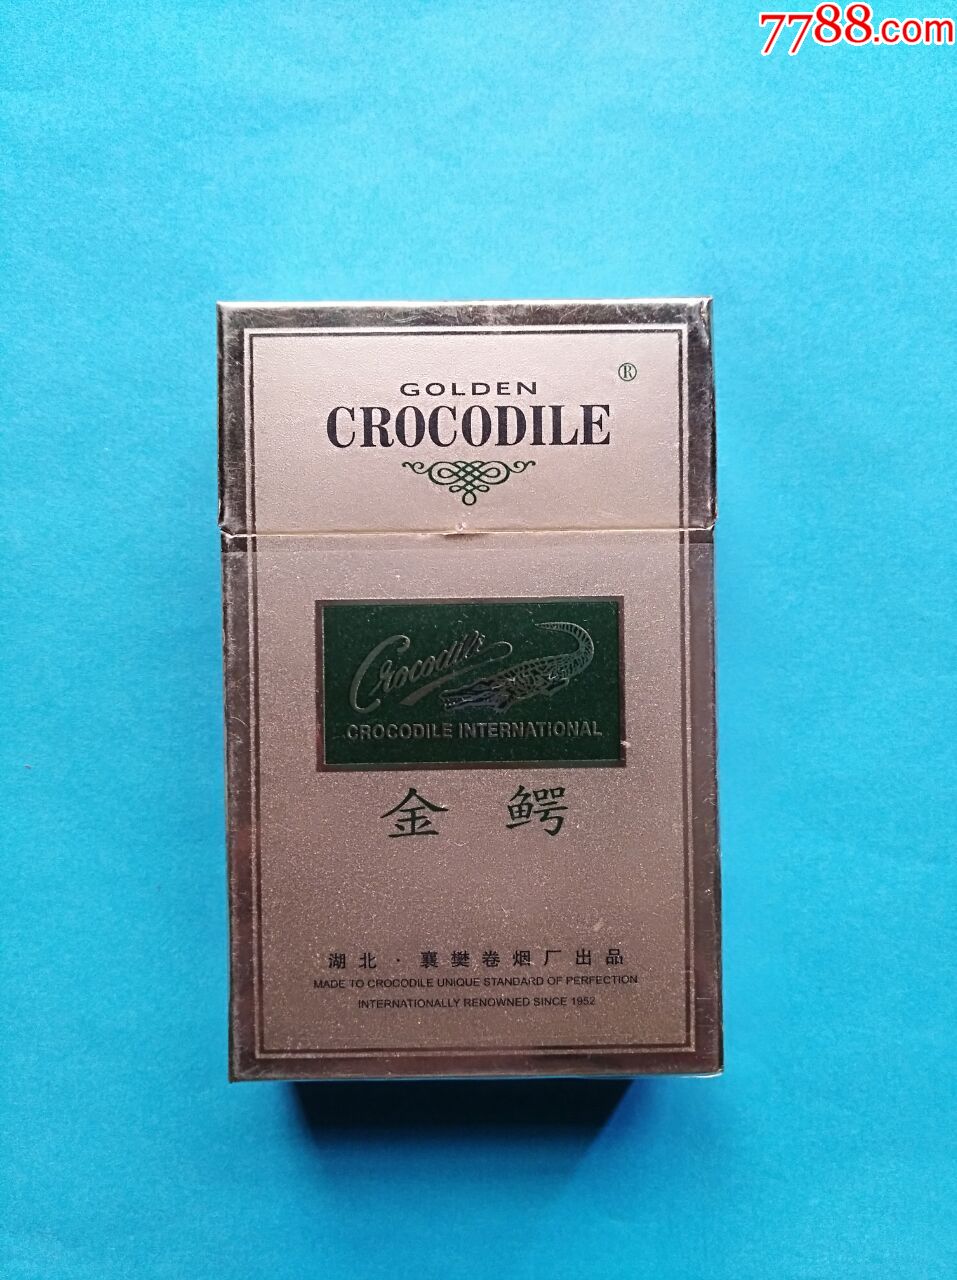 7788.com
®
GOLDEN
CROCODILE
Crocodile
CROCODILE INTERNATIONAL
金 鳄
湖北·襄樊卷烟厂出品
MADE TO CROCODILE UNIQUE STANDARD OF PERFECTION
INTERNATIONALLY RENOWNED SINCE 1952